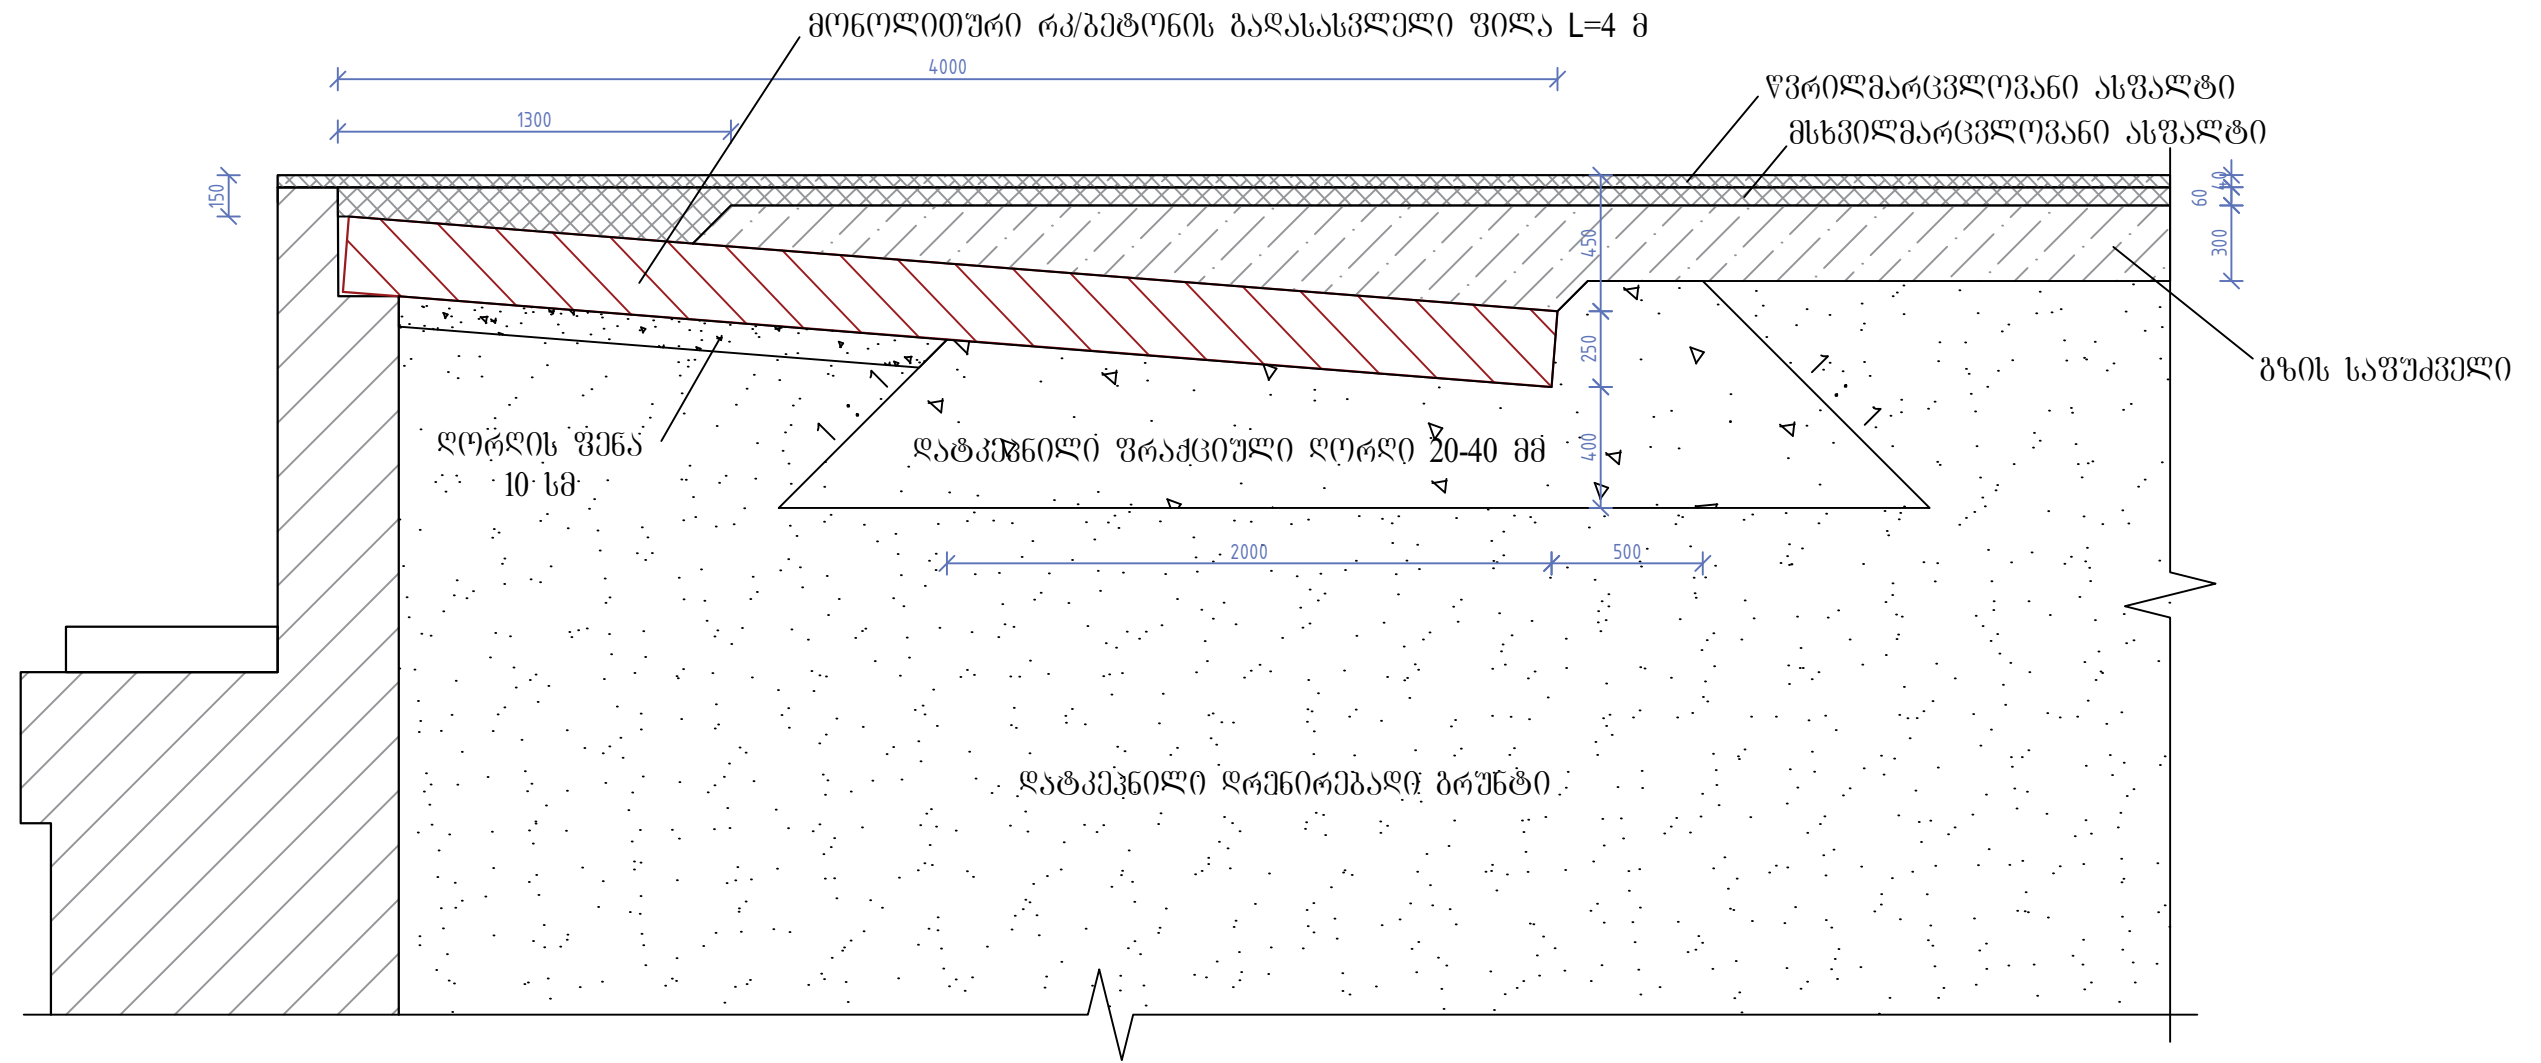 მონოლითური რკ/ბეტონის გადასასვლელი ფილა L=4 მ
4000
წვრილმარცვლოვანი ასფალტი
1300
მსხვილმარცვლოვანი ასფალტი
150
40
60
450
300
250
გზის საფუძველი
1
:
1
1
:
1
ღორღის ფენა
10 სმ
დატკეპნილი ფრაქციული ღორღი 20-40 მმ
400
2000
500
დატკეპნილი დრენირებადი გრუნტი